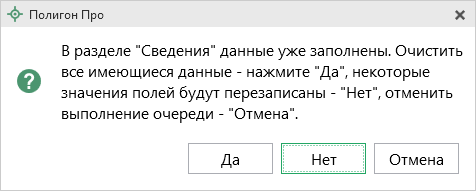 Полигон Про
В разделе "Сведения" данные уже заполнены. Очистить
все имеющиеся данные - нажмите "Да", некоторые
значения полей будут перезаписаны - "Нет", отменить
выполнение очереди - "Отмена".
Да
Нет
Отмена